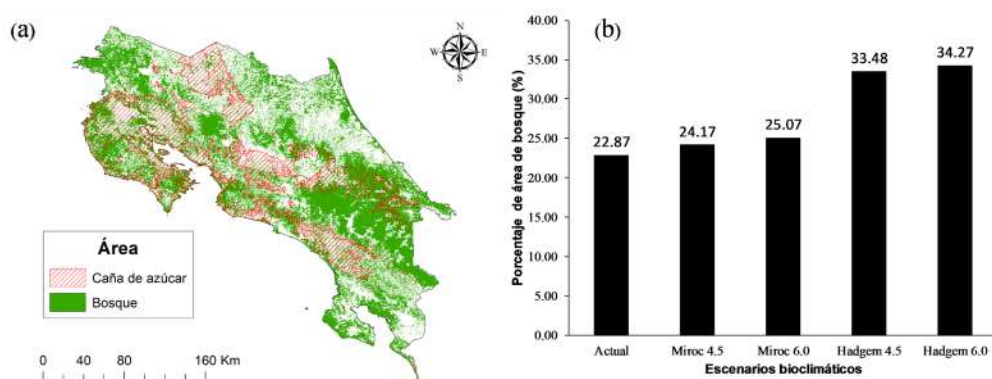 (a)
N
W E
S
Área
Caña de azúcar
Bosque
0 40 80 160 Km
(b)
Porcentaje de área de bosque (%)
40.00
35.00
30.00
25.00
20.00
15.00
10.00
5.00
0.00
22.87
24.17
25.07
33.48
34.27
Actual Miroc 4.5 Miroc 6.0 Hadgem 4.5 Hadgem 6.0
Escenarios bioclimáticos